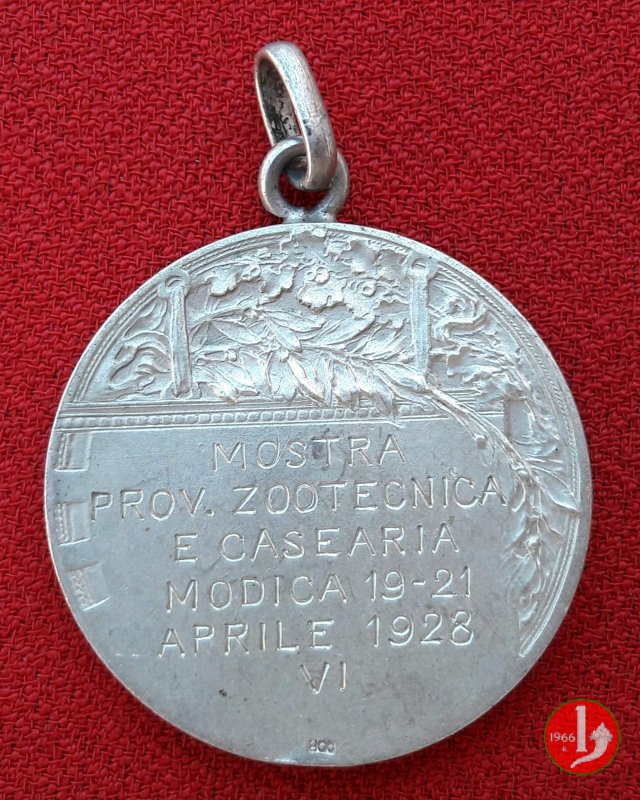 MOSTRA
PROV. ZOOTECNICA
E CASEARIA
MODICA 19-21
APRILE 1928
VI
800
1966